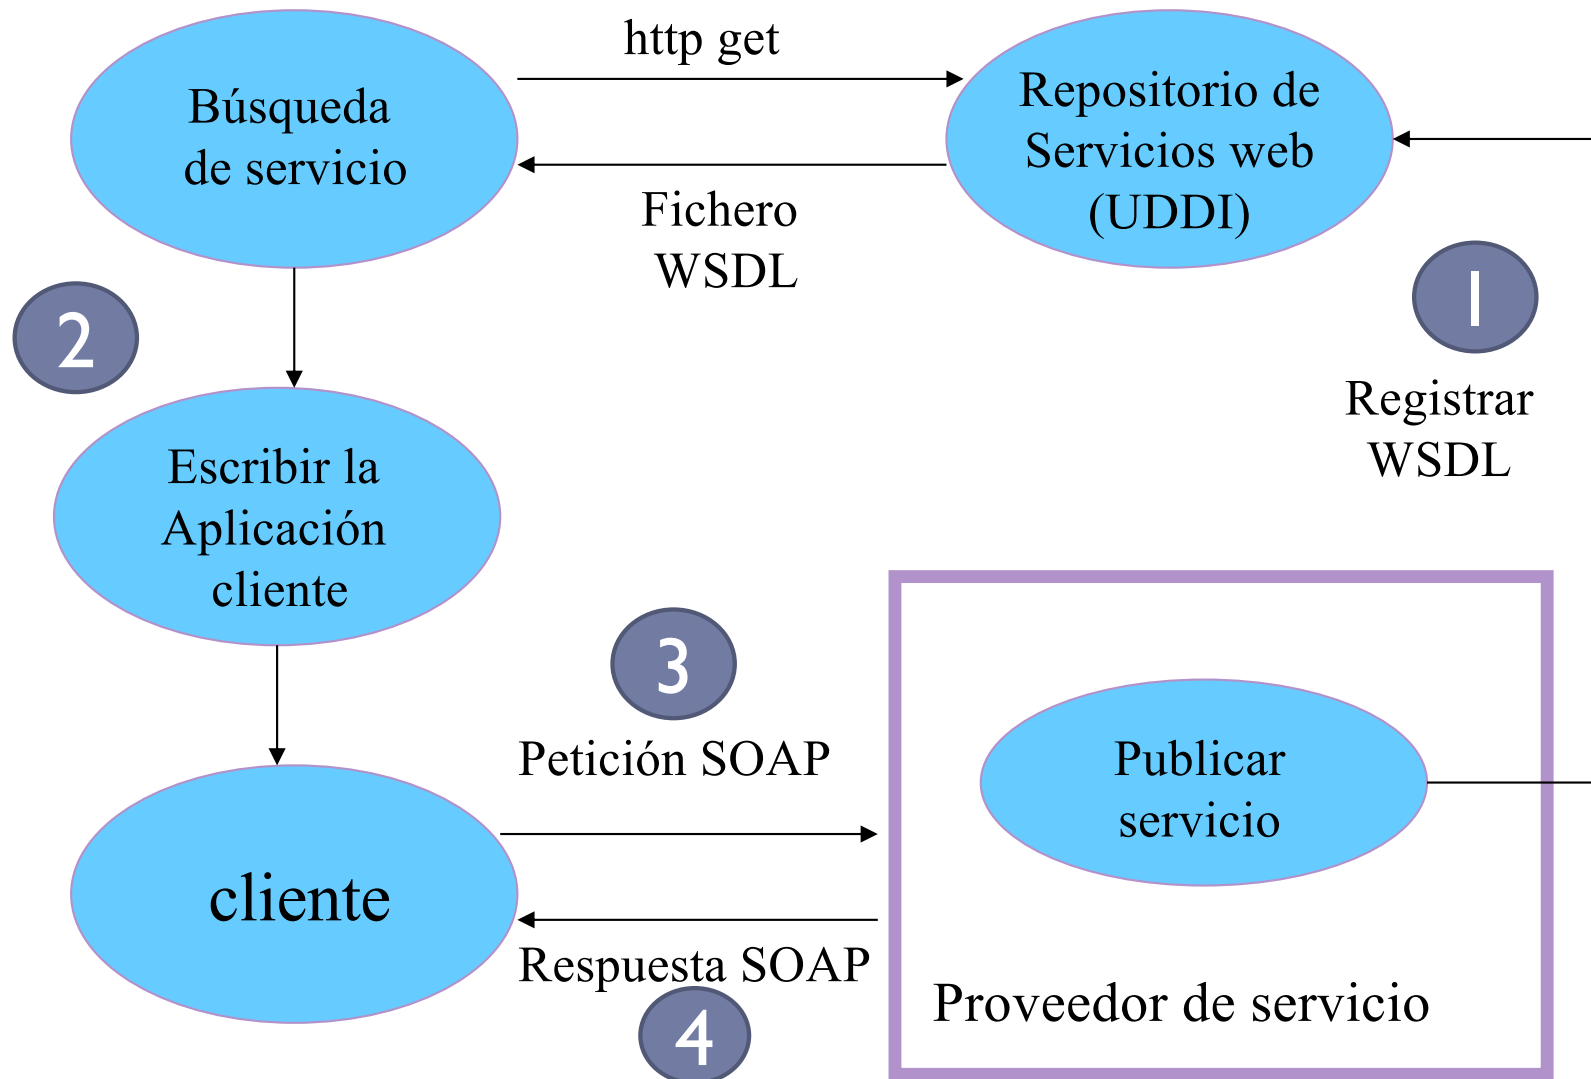 http get
Búsqueda
de servicio
Repositorio de
Servicios web
(UDDI)
Fichero
WSDL
1
Registrar
WSDL
2
Escribir la
Aplicación
cliente
3
Petición SOAP
Publicar
servicio
cliente
Respuesta SOAP
4
Proveedor de servicio